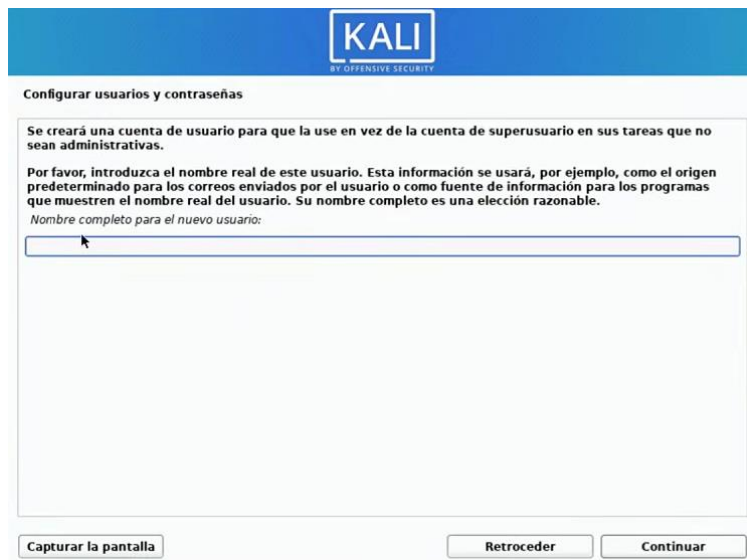 KALI
BY OFFENSIVE SECURITY
Configurar usuarios y contraseñas
Se creará una cuenta de usuario para que la use en vez de la cuenta de superusuario en sus tareas que no
sean administrativas.
Por favor, introduzca el nombre real de este usuario. Esta información se usará, por ejemplo, como el origen
predeterminado para los correos enviados por el usuario o como fuente de información para los programas
que muestren el nombre real del usuario. Su nombre completo es una elección razonable.
Nombre completo para el nuevo usuario:
Capturar la pantalla
Retroceder
Continuar